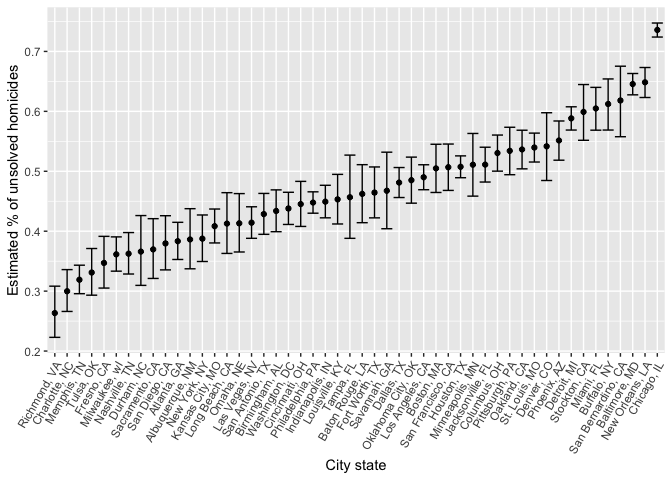 Estimated % of unsolved homicides
0.7
0.6
0.5
0.4
0.3
0.2
Richmond, VA
Charlotte, NC
Memphis, TN
Tulsa, OK
Fresno, CA
Milwaukee, wI
Nashville, TN
Durham, NC
Sacramento, CA
San Diego, CA
Atlanta, GA
Albuquerque, NM
New York, NY
Kansas City, MO
Long Beach, CA
Omaha, NE
Las Vegas, NV
San Antonio, TX
Birmingham, AL
Washington, DC
Cincinnati, OH
Philadelphia, PA
Indianapolis, IN
Louisville, KY
Tampa, FL
Baton Rouge, LA
Fort Worth, TX
Savannah, GA
Dallas, TX
Oklahoma City, OK
Los Angeles, CA
Boston, MA
San Francisco, CA
Houston, TX
Minneapolis, MN
Jacksonville, FL
Columbus, OH
Pittsburgh, PA
Oakland, CA
St. Louis, MO
Denver, CO
Phoenix, AZ
Detroit, MI
Stockton, CA
Miami, FL
Buffalo, NY
San Bernardino, CA
Baltimore, MD
New Orleans, LA
Chicago, IL
City state